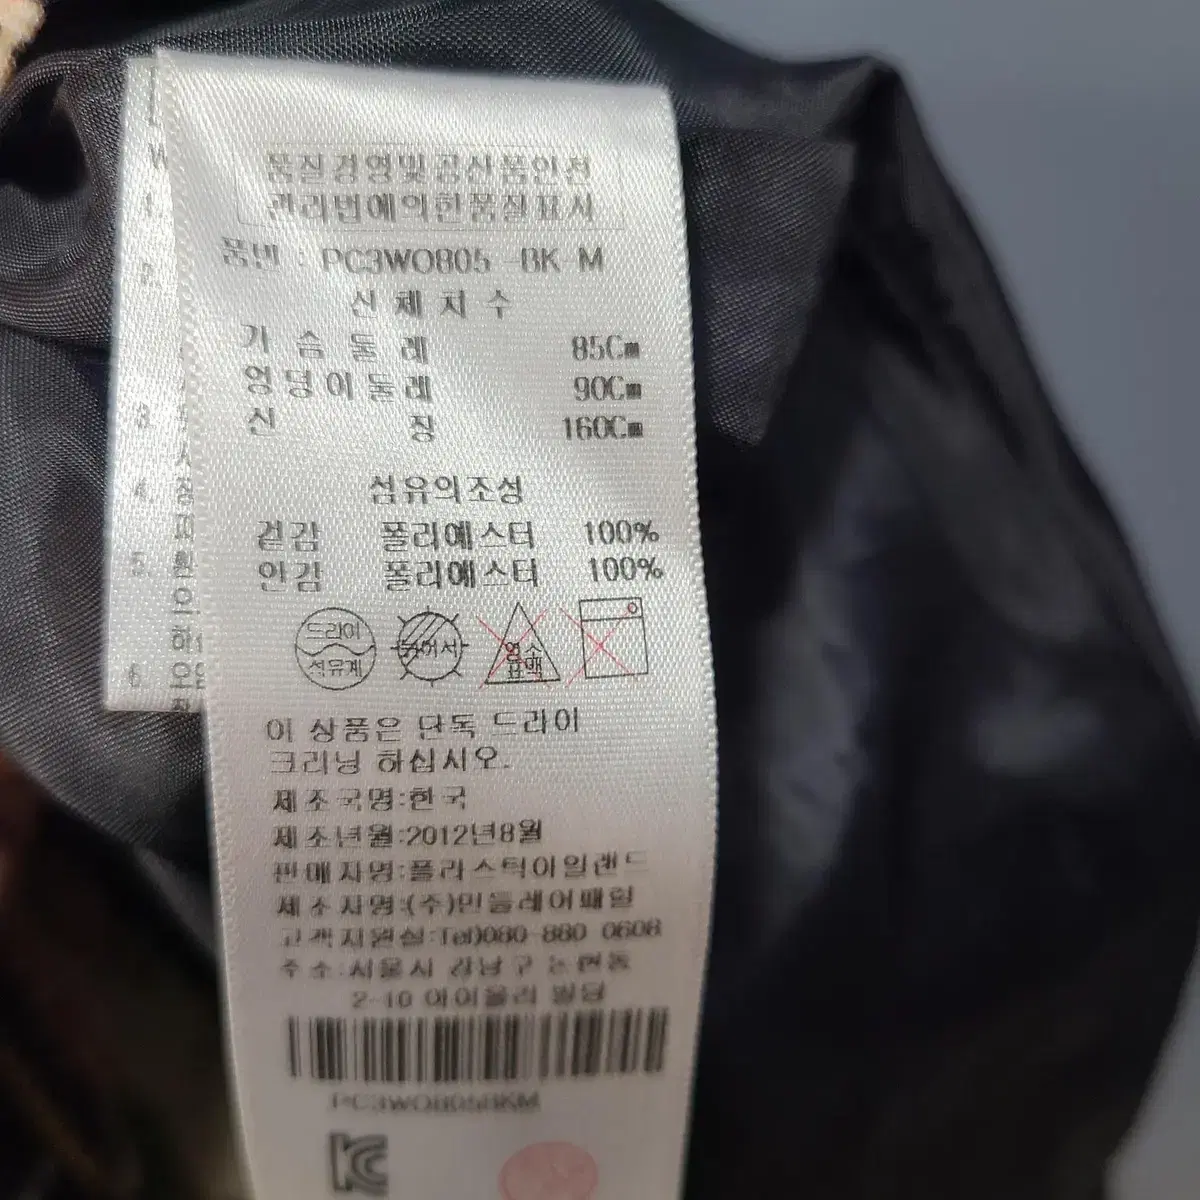 품질경영및공산품안전
관리법에의한품질표시
품번 : PC3WO805 -BK-M
신 체 치 수
가 슴 둘 레 85Cm
엉덩이둘레 90Cm
신 장 160Cm
섬유의조성
겉감 폴리에스터 100%
안감 폴리에스터 100%
드라이
석유계
염소
표백
이 상품은 단독 드라이
크리닝 하십시오.
제조국명:한국
제조년월:2012년8월
판매자명:플라스틱아일랜드
제조자명:(주)민들레어패럴
고객지원실:Tel)080-880-0608
주소:서울시 강남구 논현동
2-10 아이올리 빌딩
PC3WO805BKM